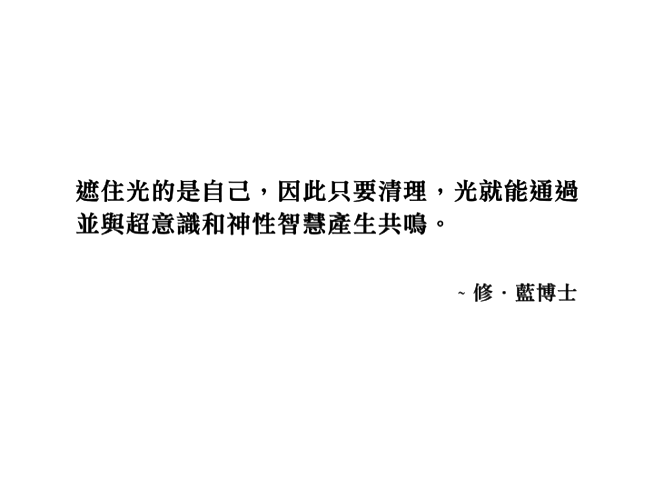 遮住光的是自己，因此只要清理，光就能通過
並與超意識和神性智慧產生共鳴。
~ 修．藍博士